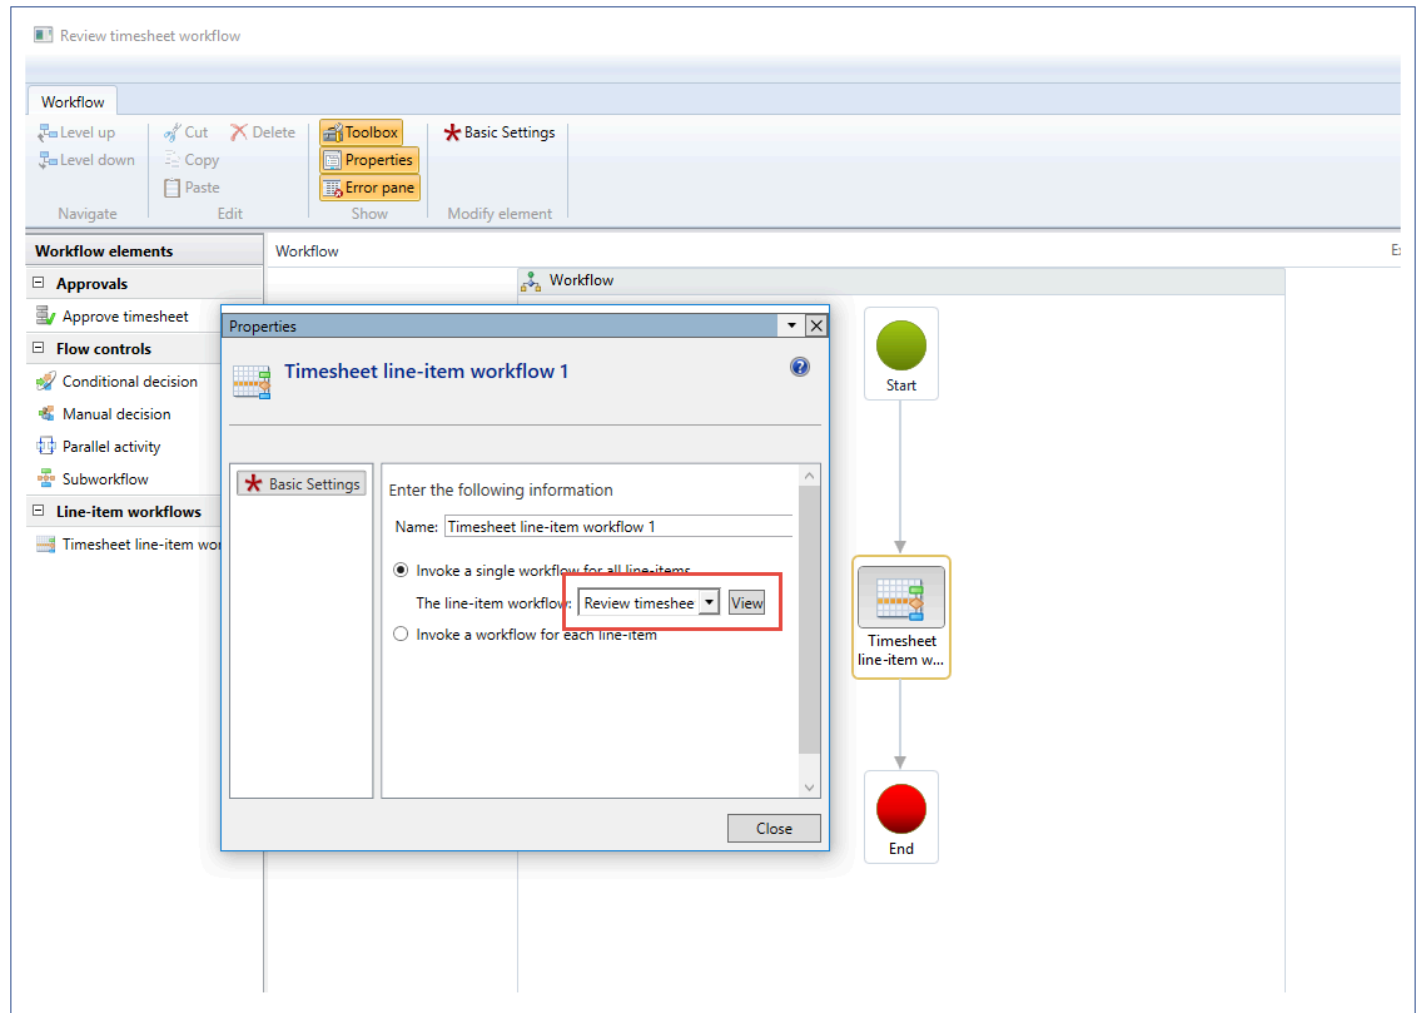 Review timesheet workflow
Workflow
Level up
Cut
Delete
Toolbox
Basic Settings
Level down
Copy
Properties
Paste
Error pane
Navigate
Edit
Show
Modify element
Workflow elements
Workflow
Approvals
Workflow
Approve timesheet
Properties
Flow controls
Timesheet line-item workflow 1
Start
Conditional decision
Manual decision
Parallel activity
Subworkflow
Basic Settings
Enter the following information
Line-item workflows
Name: Timesheet line-item workflow 1
Timesheet line-item wor
Invoke a single workflow for all line-items
The line-item workflow: Review timeshee View
Invoke a workflow for each line-item
Timesheet
line-item w...
Close
End